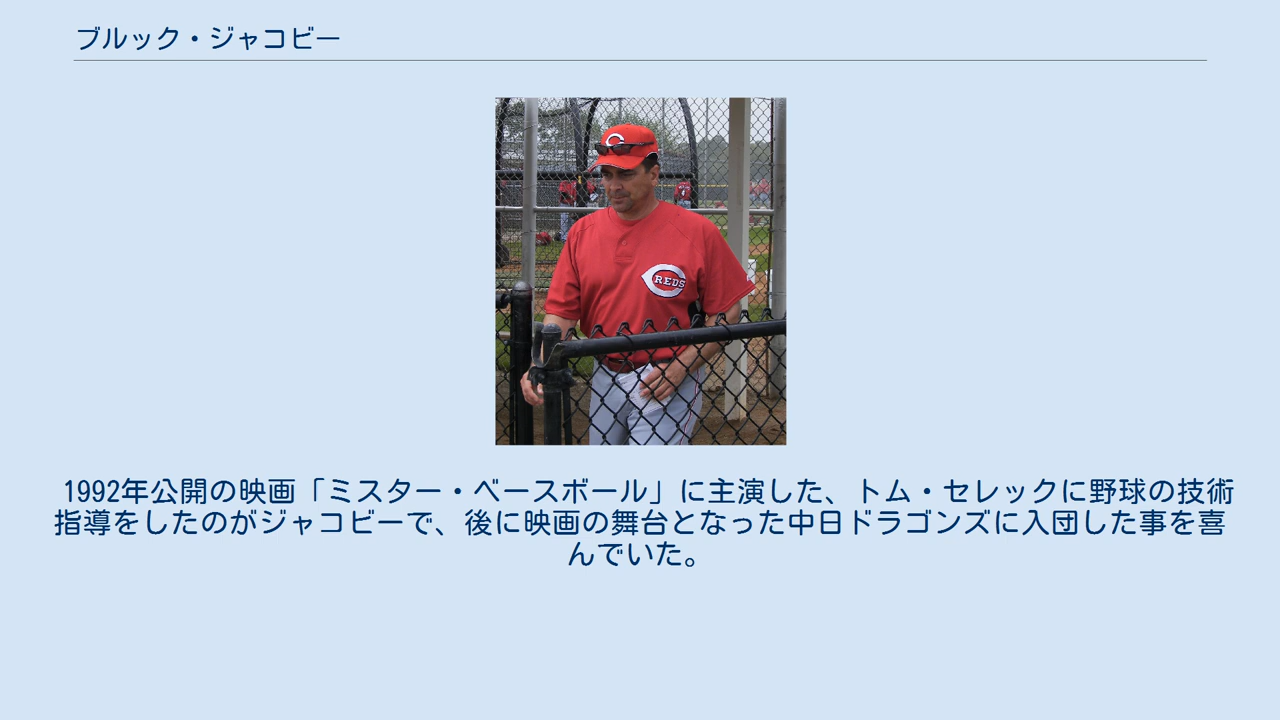 ブルック・ジャコビー
C
REDS
1992年公開の映画「ミスター・ベースボール」に主演した、トム・セレックに野球の技術
指導をしたのがジャコビーで、後に映画の舞台となった中日ドラゴンズに入団した事を喜
んでいた。